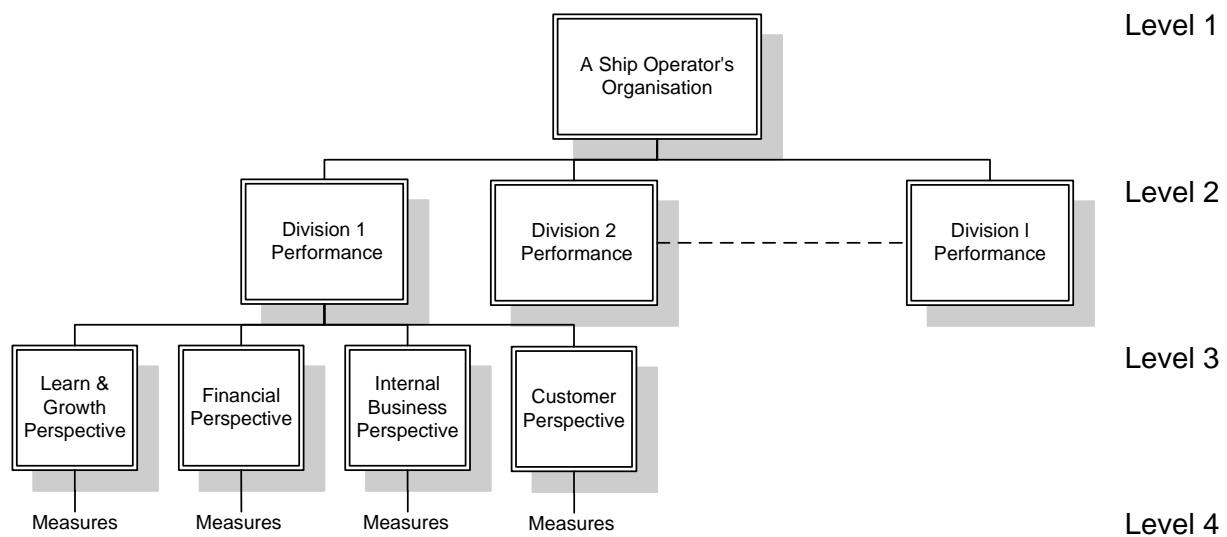 Level 1
A Ship Operator's
Organisation
Level 2
Division 1
Performance
Division 2
Performance
Division I
Performance
Level 3
Learn &
Growth
Perspective
Financial
Perspective
Internal
Business
Perspective
Customer
Perspective
Measures
Measures
Measures
Measures
Level 4